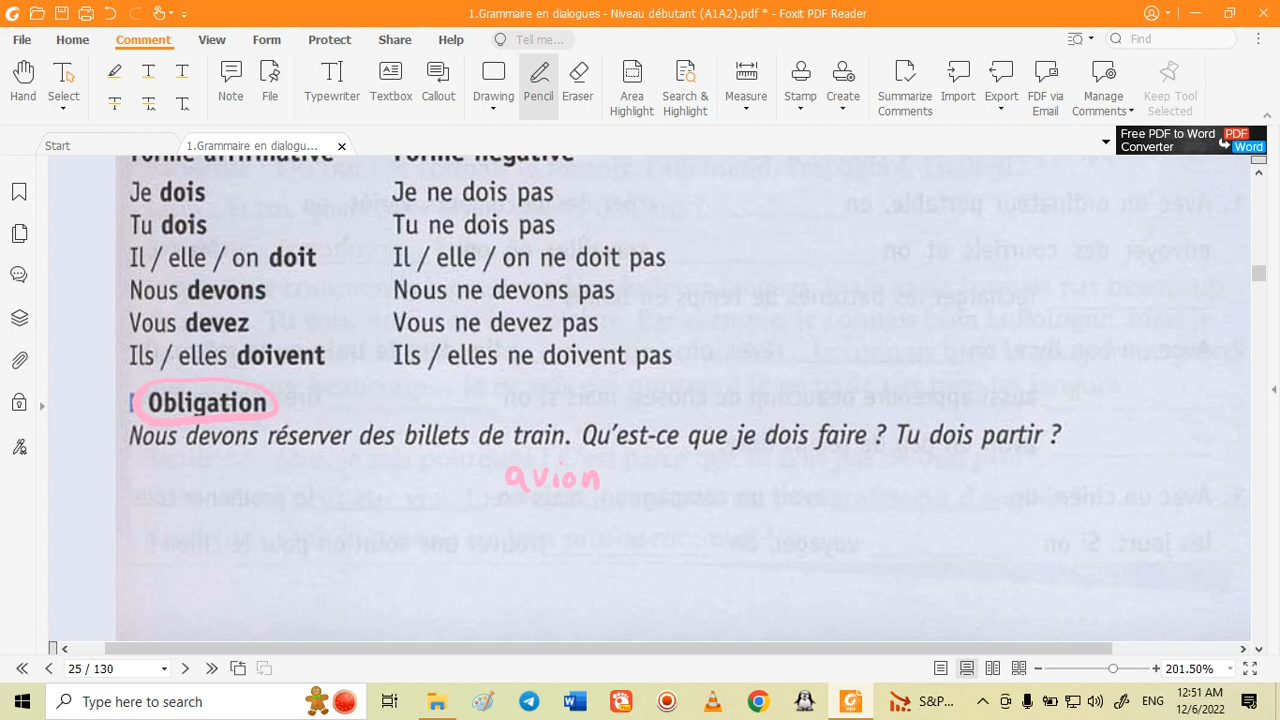 1.Grammaire en dialogues - Niveau débutant (A1A2).pdf * - Foxit PDF Reader
File Home Comment View Form Protect Share Help Tell me... Find
Hand Select Note File Typewriter Textbox Callout Drawing Pencil Eraser Area Highlight Search & Highlight Measure Stamp Create Summarize Comments Import Export PDF via Email Manage Comments Keep Tool Selected
Start 1.Grammaire en dialogu... Free PDF to Word Converter PDF Word
Forme affirmative Forme négative
Je dois Je ne dois pas
Tu dois Tu ne dois pas
Il / elle / on doit Il / elle / on ne doit pas
Nous devons Nous ne devons pas
Vous devez Vous ne devez pas
Ils / elles doivent Ils / elles ne doivent pas
Obligation
Nous devons réserver des billets de train. Qu'est-ce que je dois faire ? Tu dois partir ?
avion
25 / 130 201.50%
Type here to search S&P... ENG 12:51 AM
12/6/2022